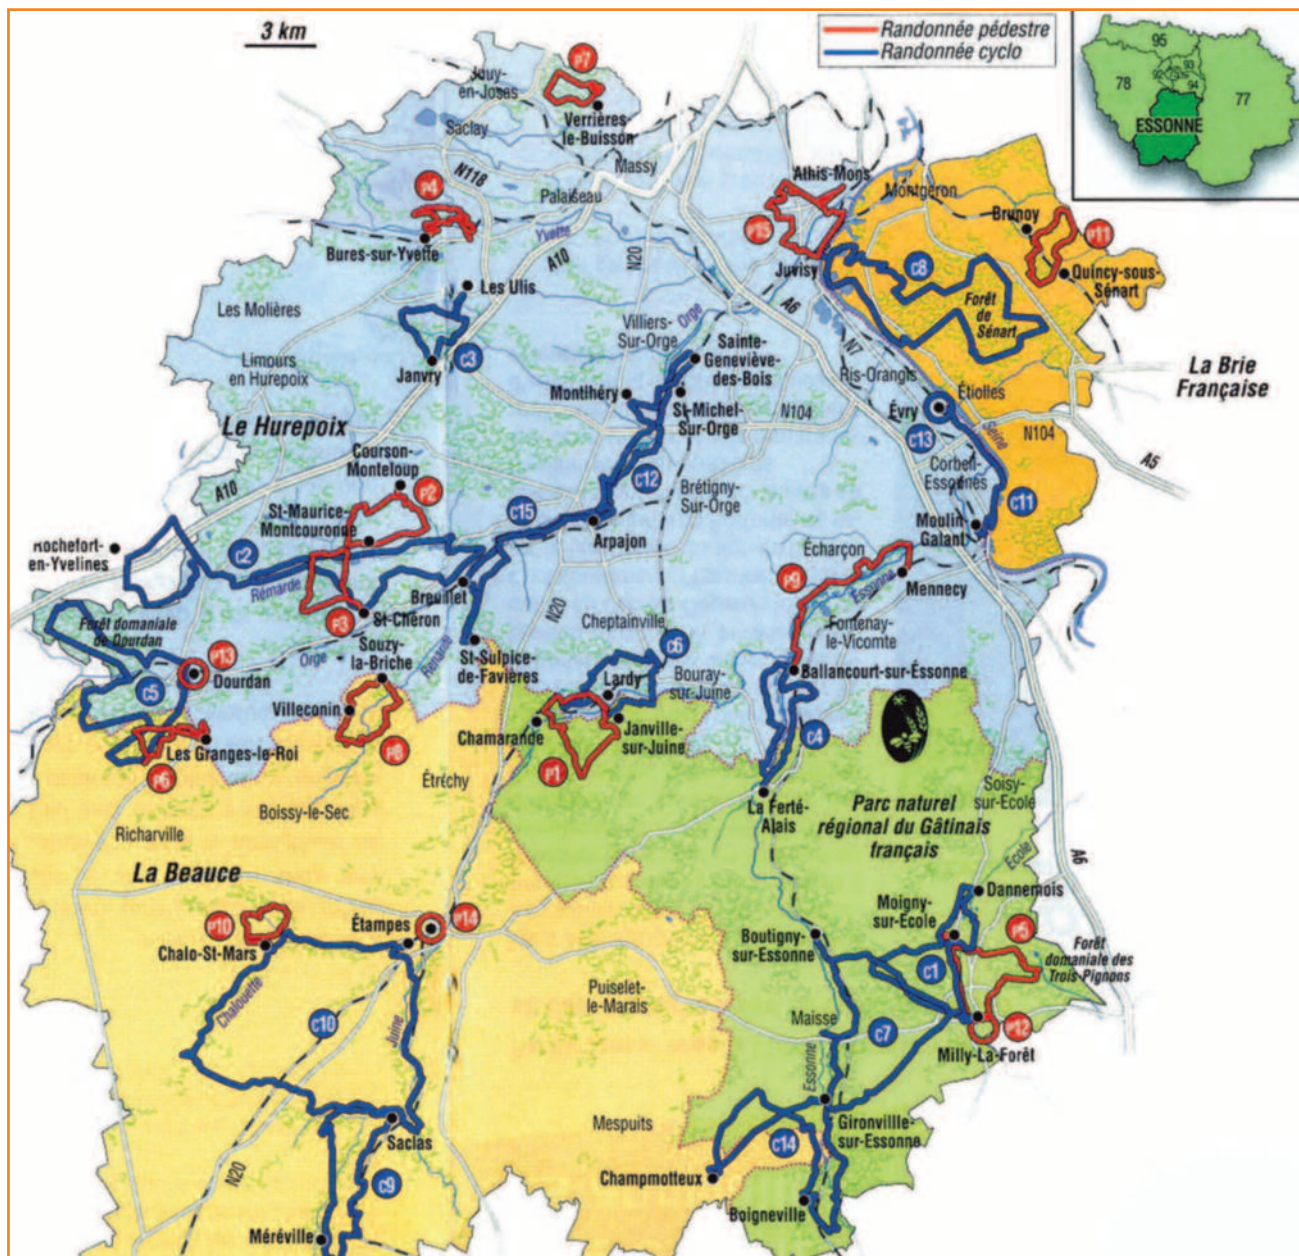 3 km
Randonnée pédestre
Randonnée cyclo
95
78
92
75
93
94
77
ESSONNE
P7
Jouy-
en-Josas
Verrières
-le-Buisson
Saclay
Massy
N118
Palaiseau
P4
Bures-sur-Yvette
Yvette
A10
N20
Athis-Mons
P15
Juvisy
Montgeron
Brunoy
P11
Quincy-sous-
Sénart
C8
Forêt
de
Sénart
Les Ulis
Les Molières
C3
Janvry
Limours
en Hurepoix
Villiers-
Sur-Orge
Orge
A6
N7
Sainte-
Geneviève-
des-Bois
Ris-Orangis
Étiolles
La Brie
Française
Montlhéry
St-Michel-
Sur-Orge
N104
Évry
C13
Seine
N104
A5
Le Hurepoix
Courson-
Monteloup
A10
P2
C12
Corbeil-
Essonnes
C11
Brétigny-
Sur-Orge
St-Maurice-
Montcouronne
C15
Arpajon
Moulin-
Galant
Rochefort-
en-Yvelines
C2
Rémarde
Écharçon
P9
Essonne
Mennecy
Breuillet
P3
St-Chéron
N20
Cheptainville
Fontenay-
le-Vicomte
Forêt domaniale
de Dourdan
P13
Dourdan
Orge
Souzy-
la-Briche
Renarde
St-Sulpice-
de-Favières
C6
Bouray-
sur-Juine
Ballancourt-sur-Essonne
C5
Lardy
Villeconin
Chamarande
Janville-
sur-Juine
C4
Les Granges-le-Roi
P6
P8
P1
Étréchy
Boissy-le-Sec
La Ferté-
Alais
Soisy-
sur-Ecole
Parc naturel
régional du Gâtinais
français
Richarville
La Beauce
École
A6
Dannemois
Moigny-
sur-Ecole
P10
Étampes
P14
Chalo-St-Mars
Boutigny-
sur-Essonne
P5
Forêt
domaniale des
Trois-Pignons
C1
Puiselet-
le-Marais
Chalouette
C10
Juine
Maisse
C7
P12
Milly-La-Forêt
Essonne
Saclas
Mespuits
Gironvillle-
sur-Essonne
C14
N20
C9
Champmotteux
Boigneville
Méréville